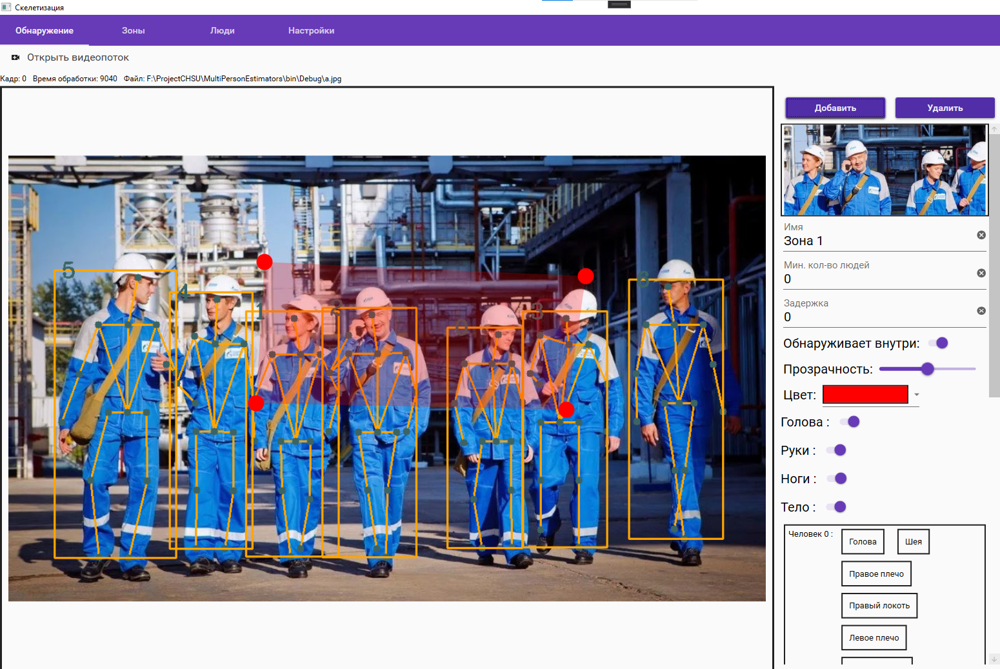 Скелетизация
Обнаружение Зоны Люди Настройки
Открыть видеопоток
Кадр: 0 Время обработки: 9040 Файл: F:\ProjectCHSU\MultiPersonEstimators\bin\Debug\a.jpg
Добавить Удалить
Имя
Зона 1
Мин. кол-во людей
0
Задержка
0
Обнаруживает внутри:
Прозрачность:
Цвет:
Голова :
Руки :
Ноги :
Тело :
Человек 0 : Голова Шея
Правое плечо
Правый локоть
Левое плечо
5
4
1
2
0
3
6